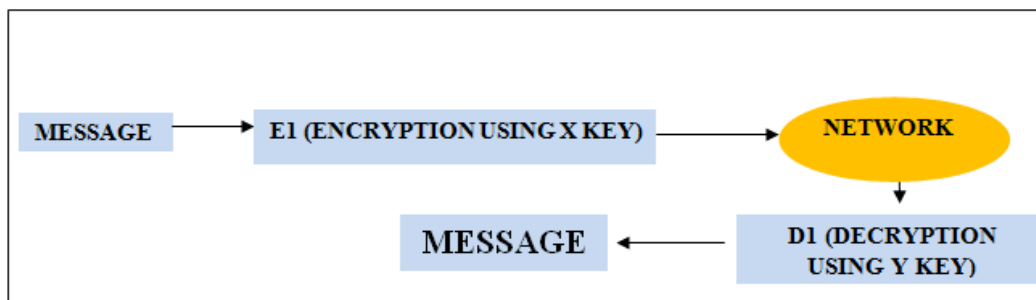 MESSAGE
E1 (ENCRYPTION USING X KEY)
NETWORK
MESSAGE
D1 (DECRYPTION
USING Y KEY)